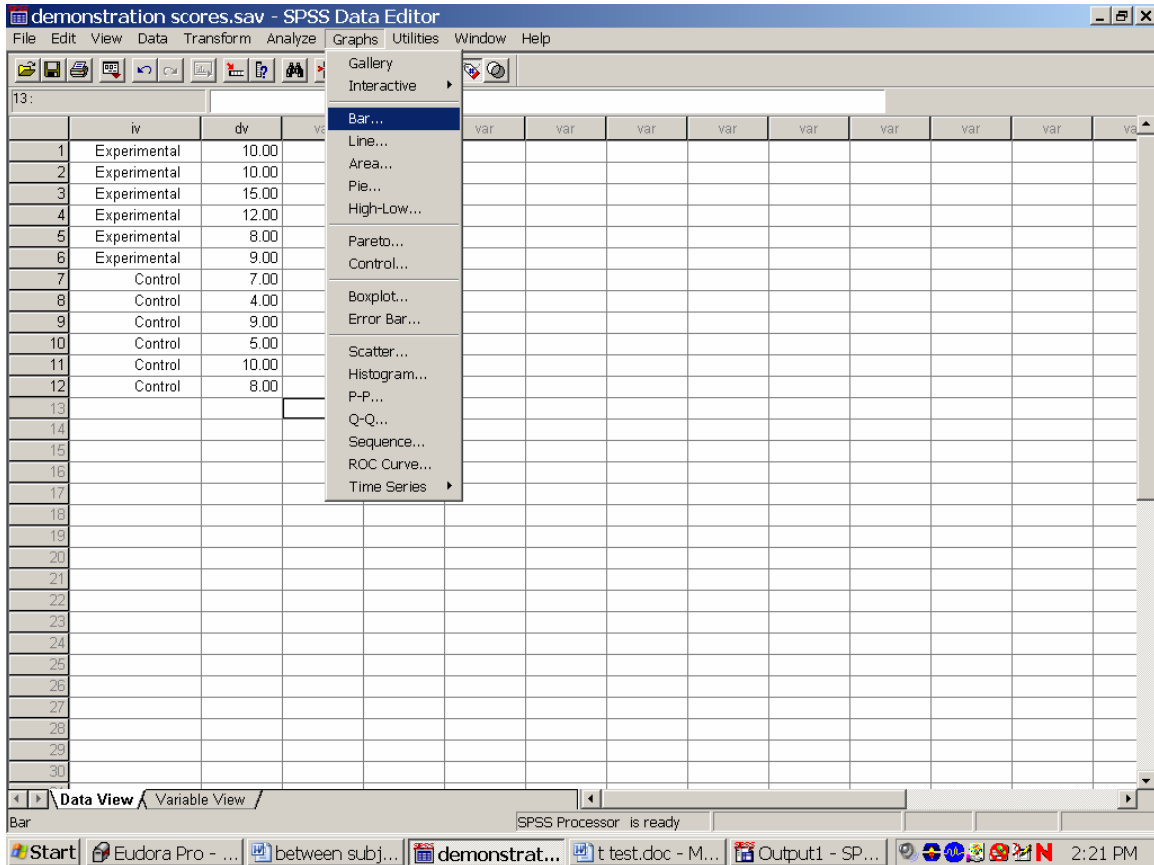 demonstration scores.sav - SPSS Data Editor
File Edit View Data Transform Analyze Graphs Utilities Window Help
13:
iv dv va var var var var var var var var va
1 Experimental 10.00
2 Experimental 10.00
3 Experimental 15.00
4 Experimental 12.00
5 Experimental 8.00
6 Experimental 9.00
7 Control 7.00
8 Control 4.00
9 Control 9.00
10 Control 5.00
11 Control 10.00
12 Control 8.00
13
14
15
16
17
18
19
20
21
22
23
24
25
26
27
28
29
30
Gallery
Interactive
Bar...
Line...
Area...
Pie...
High-Low...
Pareto...
Control...
Boxplot...
Error Bar...
Scatter...
Histogram...
P-P...
Q-Q...
Sequence...
ROC Curve...
Time Series
Data View Variable View
Bar SPSS Processor is ready
Start Eudora Pro - ... between subj... demonstrat... t test.doc - M... Output1 - SP... N 2:21 PM